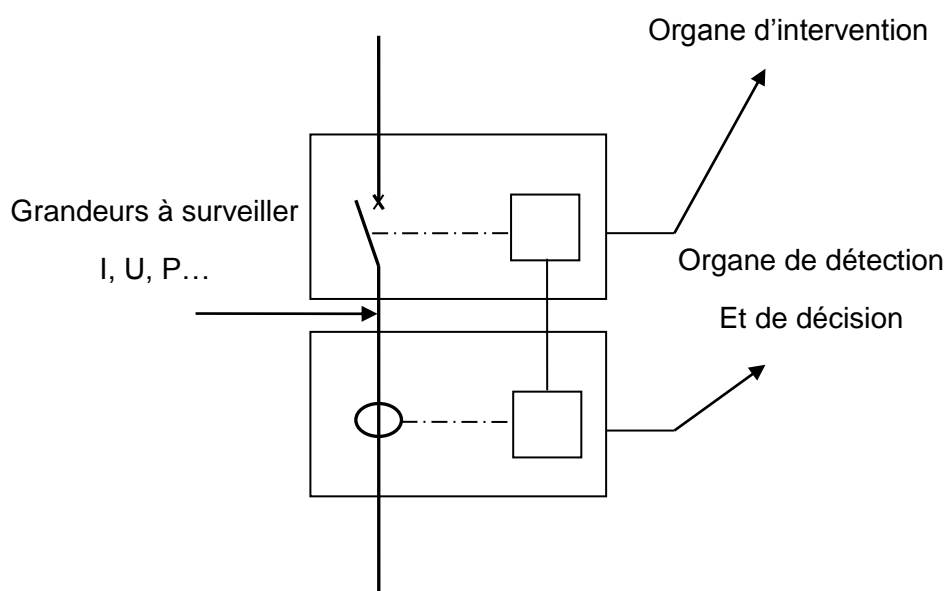 Organe d'intervention
Grandeurs à surveiller
I, U, P…
Organe de détection
Et de décision